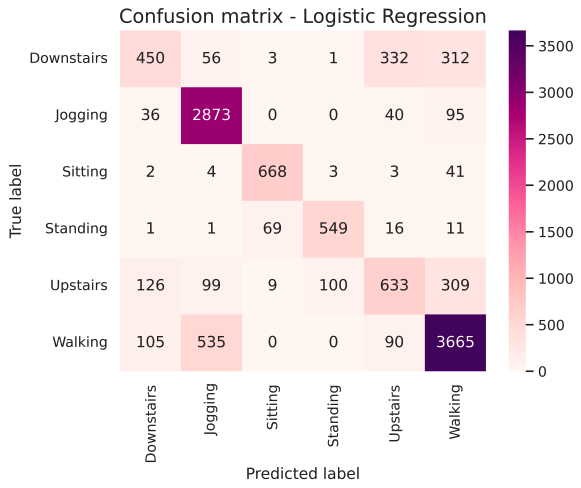 Confusion matrix - Logistic Regression
Downstairs 450 56 3 1 332 312
Jogging 36 2873 0 0 40 95
Sitting 2 4 668 3 3 41
Standing 1 1 69 549 16 11
Upstairs 126 99 9 100 633 309
Walking 105 535 0 0 90 3665
True label
Downstairs Jogging Sitting Standing Upstairs Walking
Predicted label
3500
3000
2500
2000
1500
1000
500
0